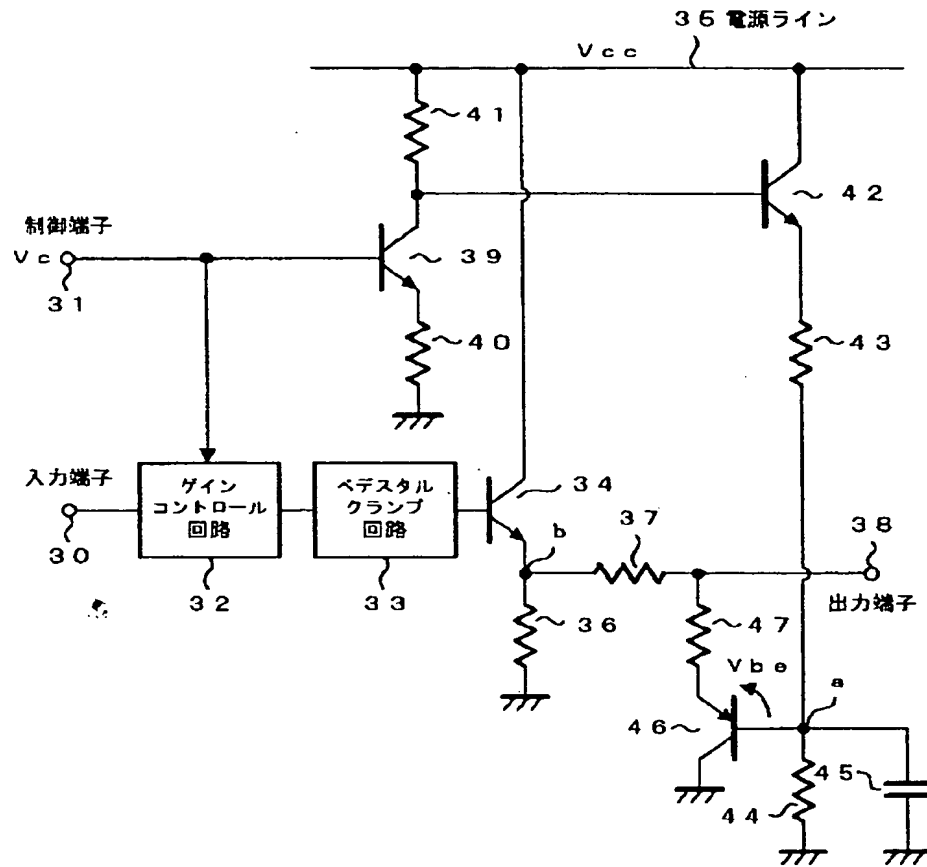 35 電源ライン
Vcc
41
42
制御端子
Vc
39
31
40
43
入力端子
ゲイン
コントロール
回路
ペデスタル
クランプ
回路
34
37
38
b
30
32
33
36
出力端子
47
Vbe
a
46
45
44